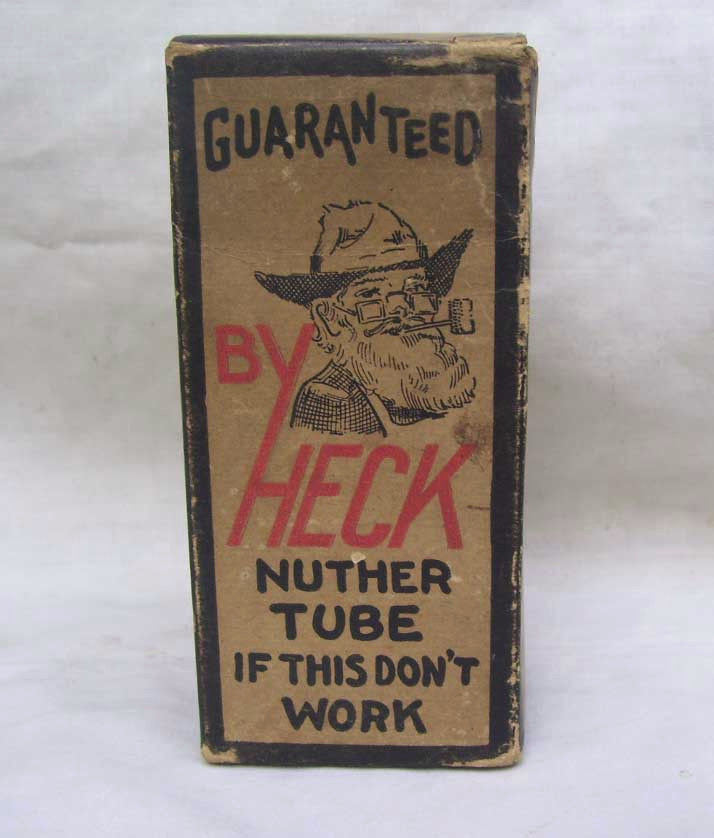 GUARANTEED
BY
HECK
NUTHER
TUBE
IF THIS DON'T
WORK